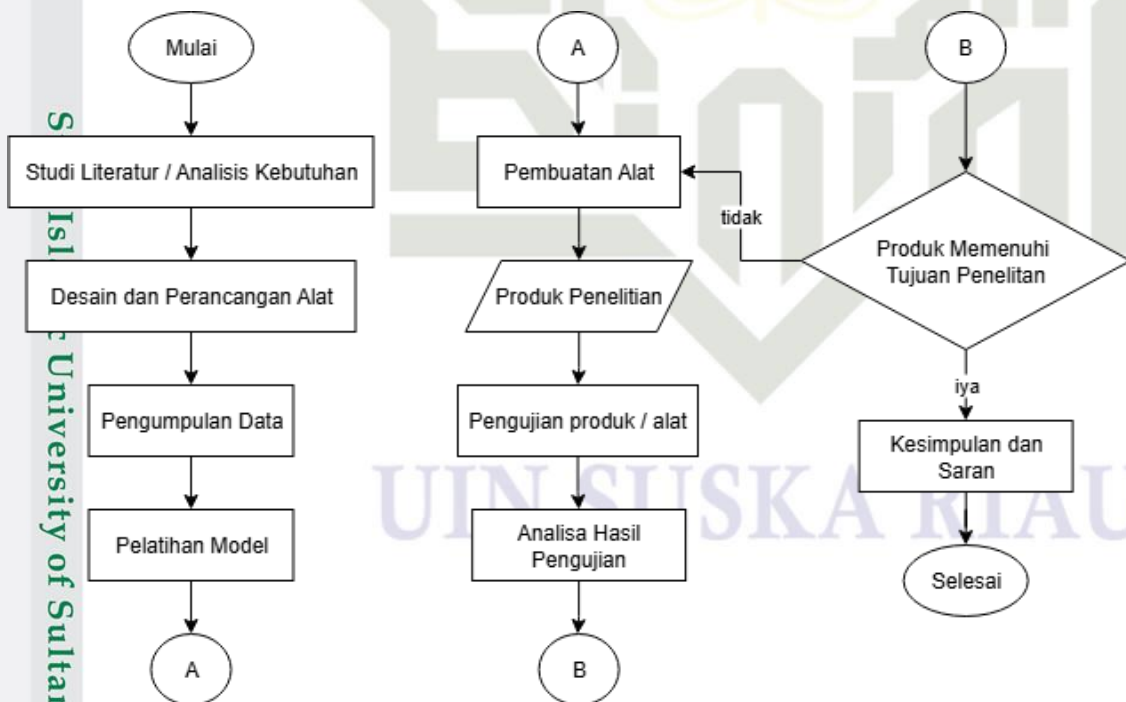 Mulai
Studi Literatur / Analisis Kebutuhan
Desain dan Perancangan Alat
Pengumpulan Data
Pelatihan Model
A
A
Pembuatan Alat
Produk Penelitian
Pengujian produk / alat
Analisa Hasil
Pengujian
B
B
Produk Memenuhi
Tujuan Penelitan
tidak
iya
Kesimpulan dan
Saran
Selesai
University of Sultan
UIN SUSKA RIAU